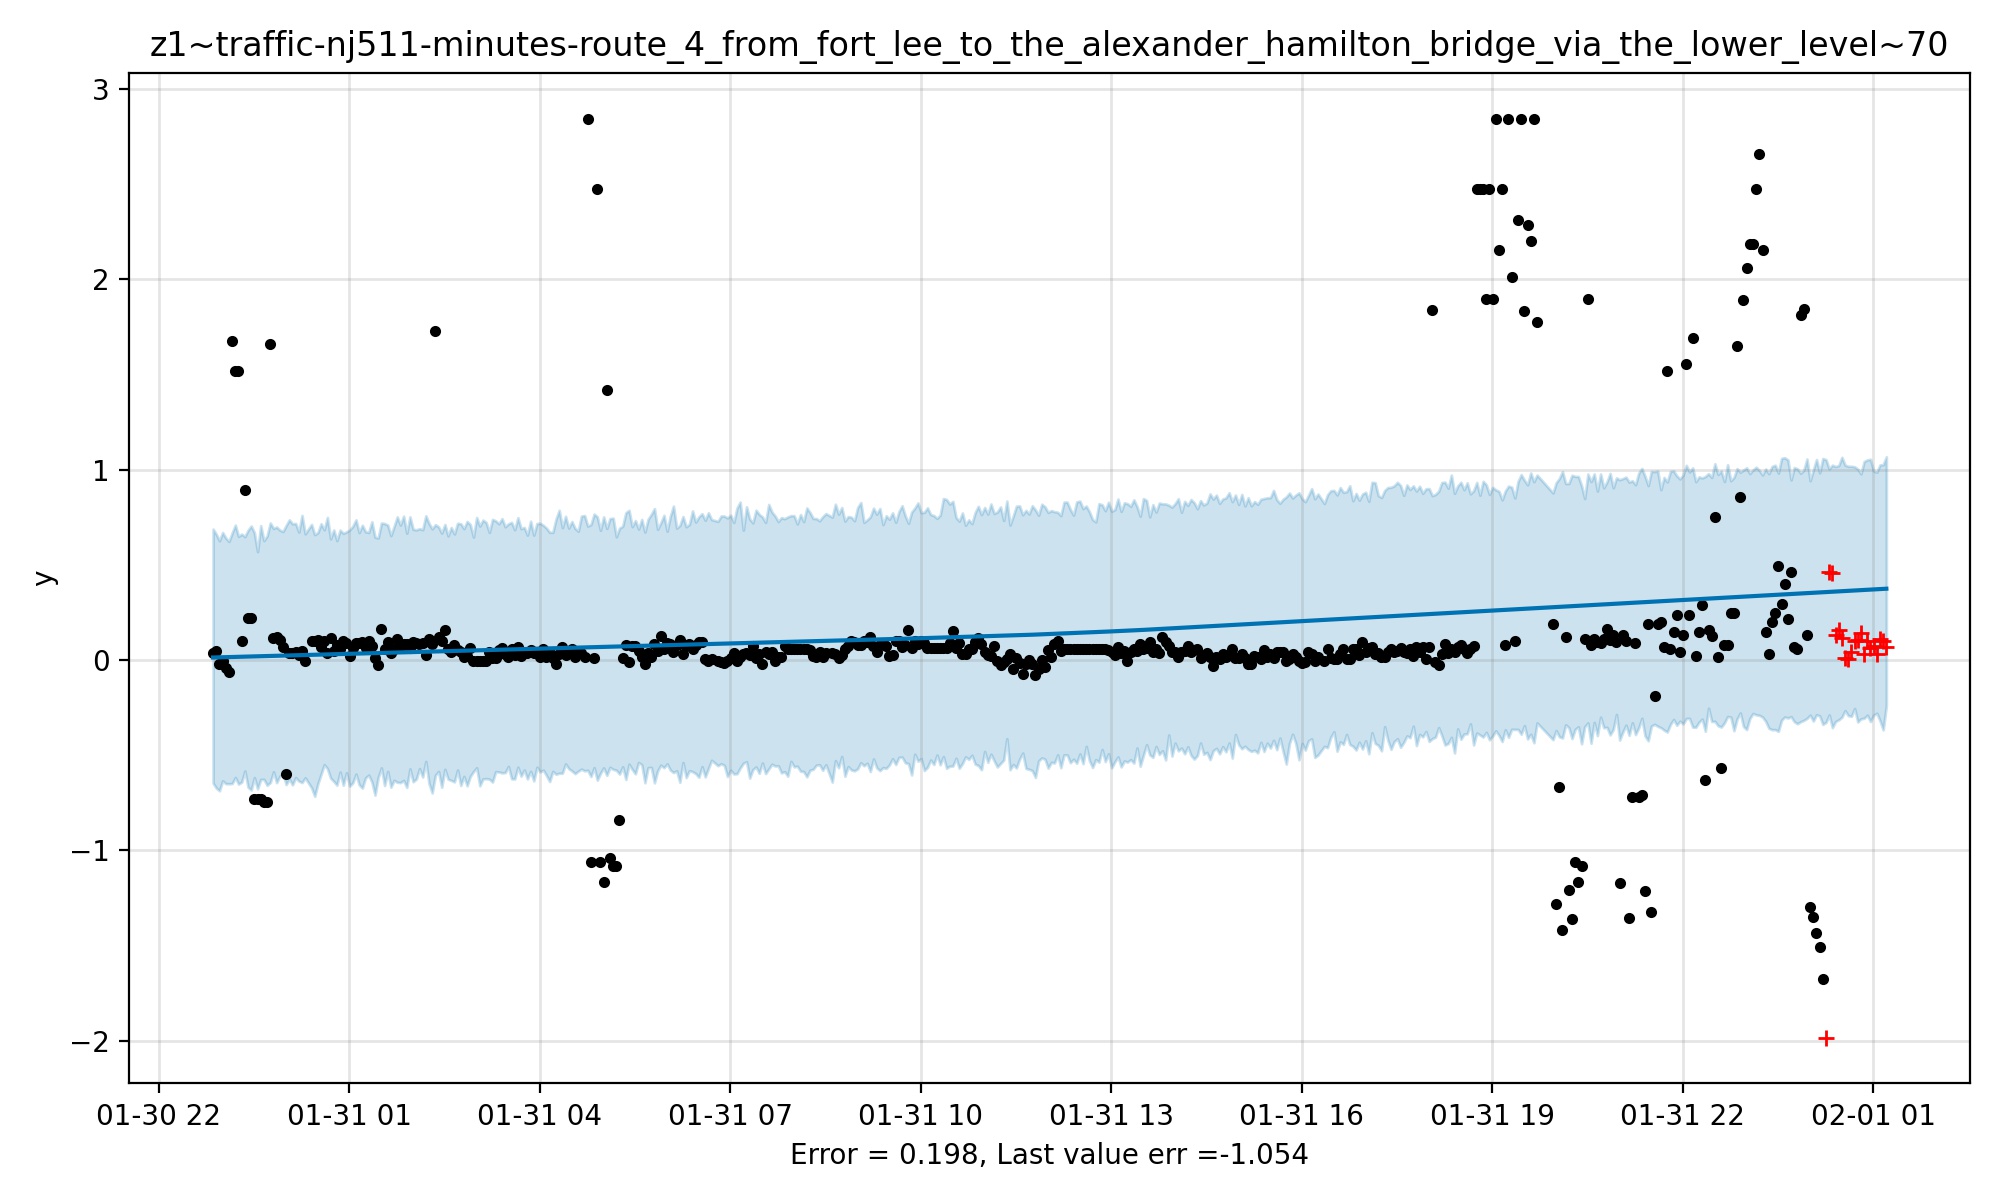 z1~traffic-nj511-minutes-route_4_from_fort_lee_to_the_alexander_hamilton_bridge_via_the_lower_level~70
3
2
1
0
−1
−2
y
01-30 22 01-31 01 01-31 04 01-31 07 01-31 10 01-31 13 01-31 16 01-31 19 01-31 22 02-01 01
Error = 0.198, Last value err =-1.054